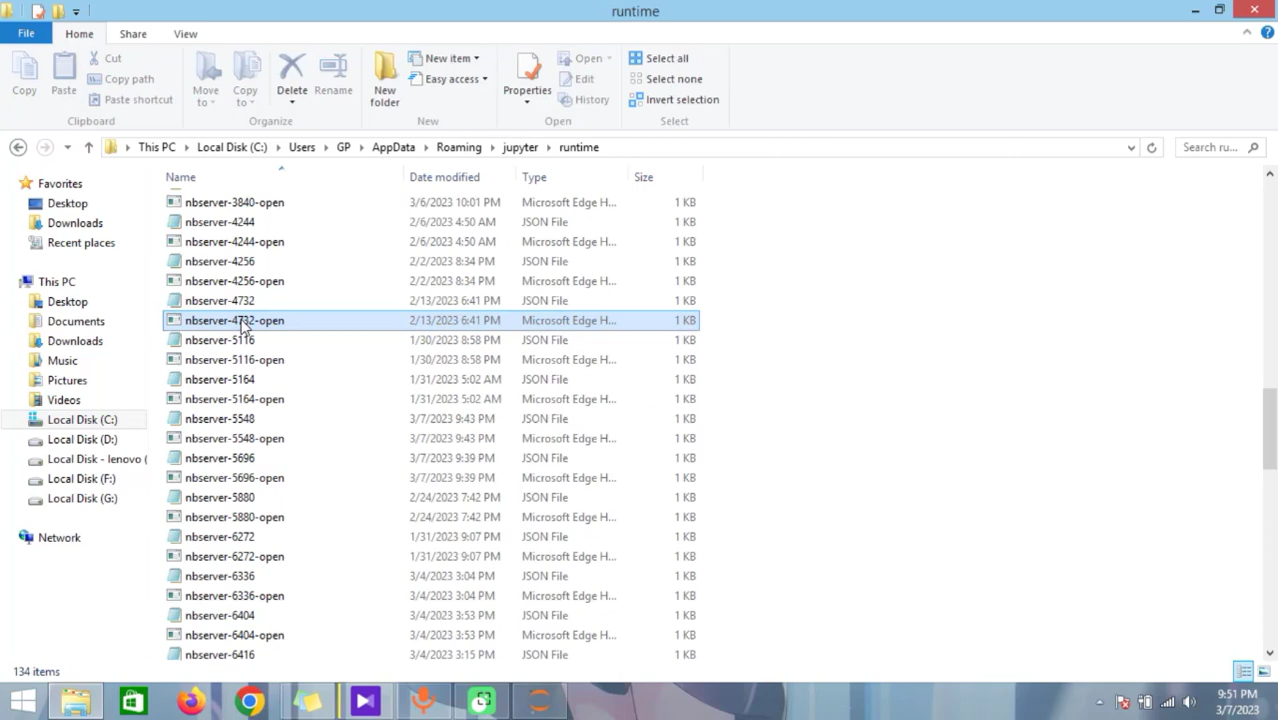 runtime
File Home Share View
Copy
Paste
Cut
Copy path
Paste shortcut
Clipboard
Move to
Copy to
Delete
Rename
Organize
New folder
New item
Easy access
New
Properties
Open
Edit
History
Open
Select all
Select none
Invert selection
Select
This PC Local Disk (C:) Users GP AppData Roaming jupyter runtime
Search ru...
Favorites
Desktop
Downloads
Recent places
This PC
Desktop
Documents
Downloads
Music
Pictures
Videos
Local Disk (C:)
Local Disk (D:)
Local Disk - lenovo (
Local Disk (F:)
Local Disk (G:)
Network
Name Date modified Type Size
nbserver-3840-open 3/6/2023 10:01 PM Microsoft Edge H... 1 KB
nbserver-4244 2/6/2023 4:50 AM JSON File 1 KB
nbserver-4244-open 2/6/2023 4:50 AM Microsoft Edge H... 1 KB
nbserver-4256 2/2/2023 8:34 PM JSON File 1 KB
nbserver-4256-open 2/2/2023 8:34 PM Microsoft Edge H... 1 KB
nbserver-4732 2/13/2023 6:41 PM JSON File 1 KB
nbserver-4732-open 2/13/2023 6:41 PM Microsoft Edge H... 1 KB
nbserver-5116 1/30/2023 8:58 PM JSON File 1 KB
nbserver-5116-open 1/30/2023 8:58 PM Microsoft Edge H... 1 KB
nbserver-5164 1/31/2023 5:02 AM JSON File 1 KB
nbserver-5164-open 1/31/2023 5:02 AM Microsoft Edge H... 1 KB
nbserver-5548 3/7/2023 9:43 PM JSON File 1 KB
nbserver-5548-open 3/7/2023 9:43 PM Microsoft Edge H... 1 KB
nbserver-5696 3/7/2023 9:39 PM JSON File 1 KB
nbserver-5696-open 3/7/2023 9:39 PM Microsoft Edge H... 1 KB
nbserver-5880 2/24/2023 7:42 PM JSON File 1 KB
nbserver-5880-open 2/24/2023 7:42 PM Microsoft Edge H... 1 KB
nbserver-6272 1/31/2023 9:07 PM JSON File 1 KB
nbserver-6272-open 1/31/2023 9:07 PM Microsoft Edge H... 1 KB
nbserver-6336 3/4/2023 3:04 PM JSON File 1 KB
nbserver-6336-open 3/4/2023 3:04 PM Microsoft Edge H... 1 KB
nbserver-6404 3/4/2023 3:53 PM JSON File 1 KB
nbserver-6404-open 3/4/2023 3:53 PM Microsoft Edge H... 1 KB
nbserver-6416 3/4/2023 3:15 PM JSON File 1 KB
134 items
9:51 PM
3/7/2023